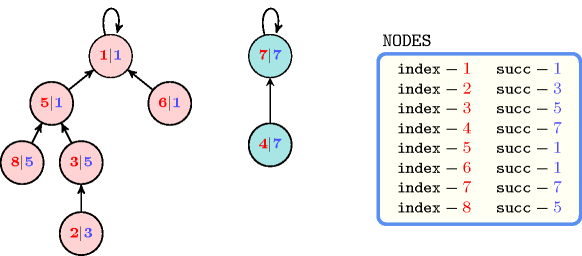 1|1
7|7
5|1
6|1
4|7
8|5
3|5
2|3
NODES
index – 1 succ – 1
index – 2 succ – 3
index – 3 succ – 5
index – 4 succ – 7
index – 5 succ – 1
index – 6 succ – 1
index – 7 succ – 7
index – 8 succ – 5